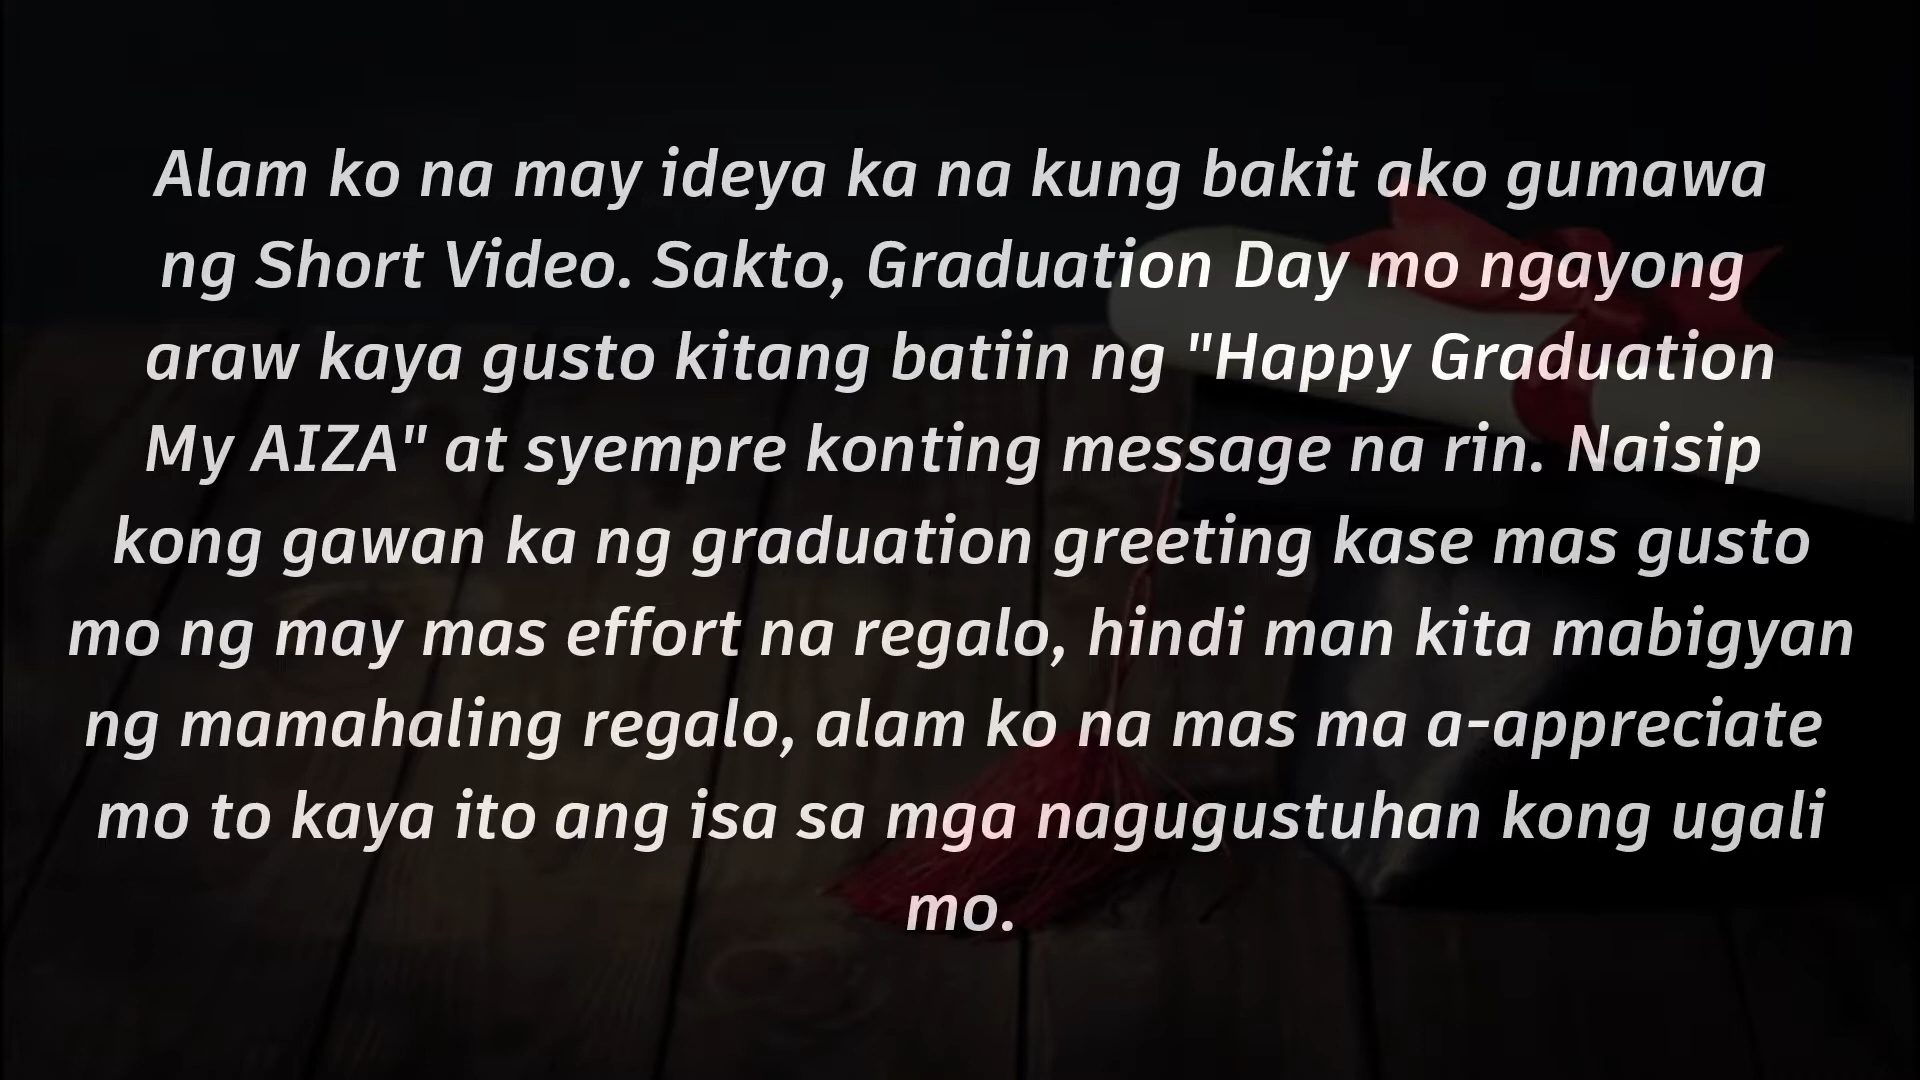 Alam ko na may ideya ka na kung bakit ako gumawa
ng Short Video. Sakto, Graduation Day mo ngayong
araw kaya gusto kitang batiin ng "Happy Graduation
My AIZA" at syempre konting message na rin. Naisip
kong gawan ka ng graduation greeting kase mas gusto
mo ng may mas effort na regalo, hindi man kita mabigyan
ng mamahaling regalo, alam ko na mas ma a-appreciate
mo to kaya ito ang isa sa mga nagugustuhan kong ugali
mo.